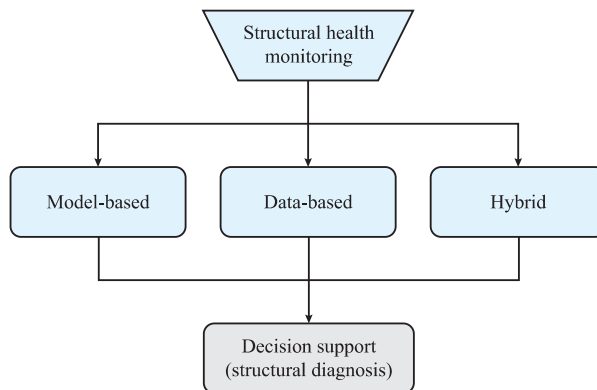 Structural health
monitoring
Model-based
Data-based
Hybrid
Decision support
(structural diagnosis)